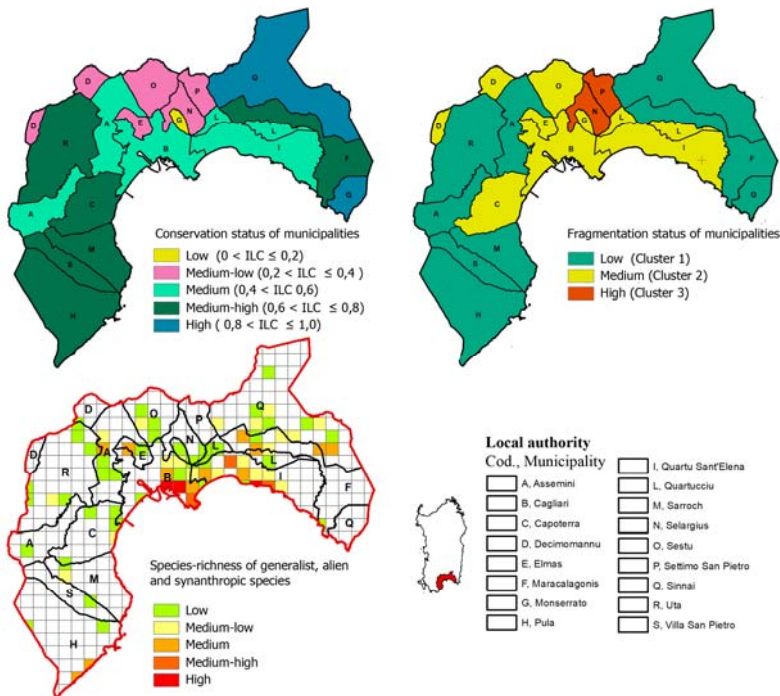 D
O
P
Q
N
A
E
G
L
R
B
L
I
D
F
C
Q
A
M
S
H
Conservation status of municipalities
Low (0 < ILC ≤ 0,2)
Medium-low (0,2 < ILC ≤ 0,4 )
Medium (0,4 < ILC 0,6)
Medium-high (0,6 < ILC ≤ 0,8)
High ( 0,8 < ILC ≤ 1,0)
D
O
P
Q
N
A
E
G
L
R
B
L
I
D
F
C
Q
A
M
S
H
Fragmentation status of municipalities
Low (Cluster 1)
Medium (Cluster 2)
High (Cluster 3)
D
O
P
Q
N
A
E
L
D
R
B
L
I
F
C
Q
A
M
S
H
Species-richness of generalist, alien
and synanthropic species
Low
Medium-low
Medium
Medium-high
High
Local authority
Cod., Municipality
A, Assemini
B, Cagliari
C, Capoterra
D, Decimomannu
E, Elmas
F, Maracalagonis
G, Monserrato
H, Pula
I, Quartu Sant'Elena
L, Quartucciu
M, Sarroch
N, Selargius
O, Sestu
P, Settimo San Pietro
Q, Sinnai
R, Uta
S, Villa San Pietro